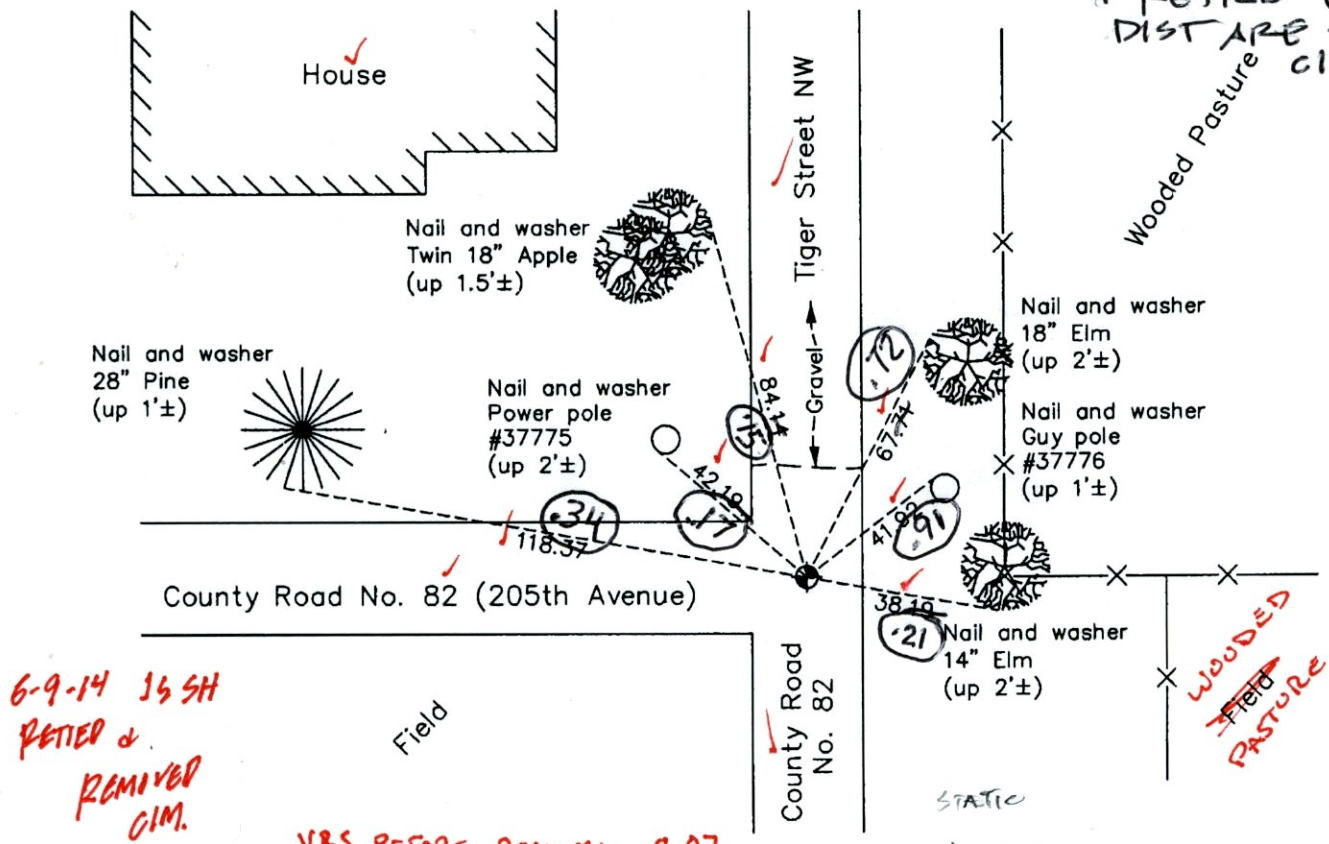 DIST ARE
House
Tiger Street NW
Wooded Pasture
Nail and washer
Twin 18" Apple
(up 1.5'±)
Nail and washer
18" Elm
(up 2'±)
Nail and washer
28" Pine
(up 1'±)
Nail and washer
Power pole
#37775
(up 2'±)
Gravel
Nail and washer
Guy pole
#37776
(up 1'±)
84.14
.15
67.74
.72
42.19
.17
41.92
.91
118.37
.34
38.19
.21
County Road No. 82 (205th Avenue)
Nail and washer
14" Elm
(up 2'±)
County Road
No. 82
Field
WOODED
Field
PASTURE
6-9-14 JS SH
RETIED &
REMOVED
CIM.
STATIC